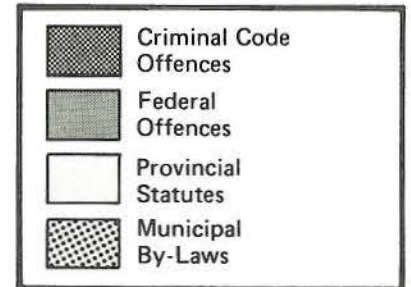 Criminal Code
Offences
Federal
Offences
Provincial
Statutes
Municipal
By-Laws